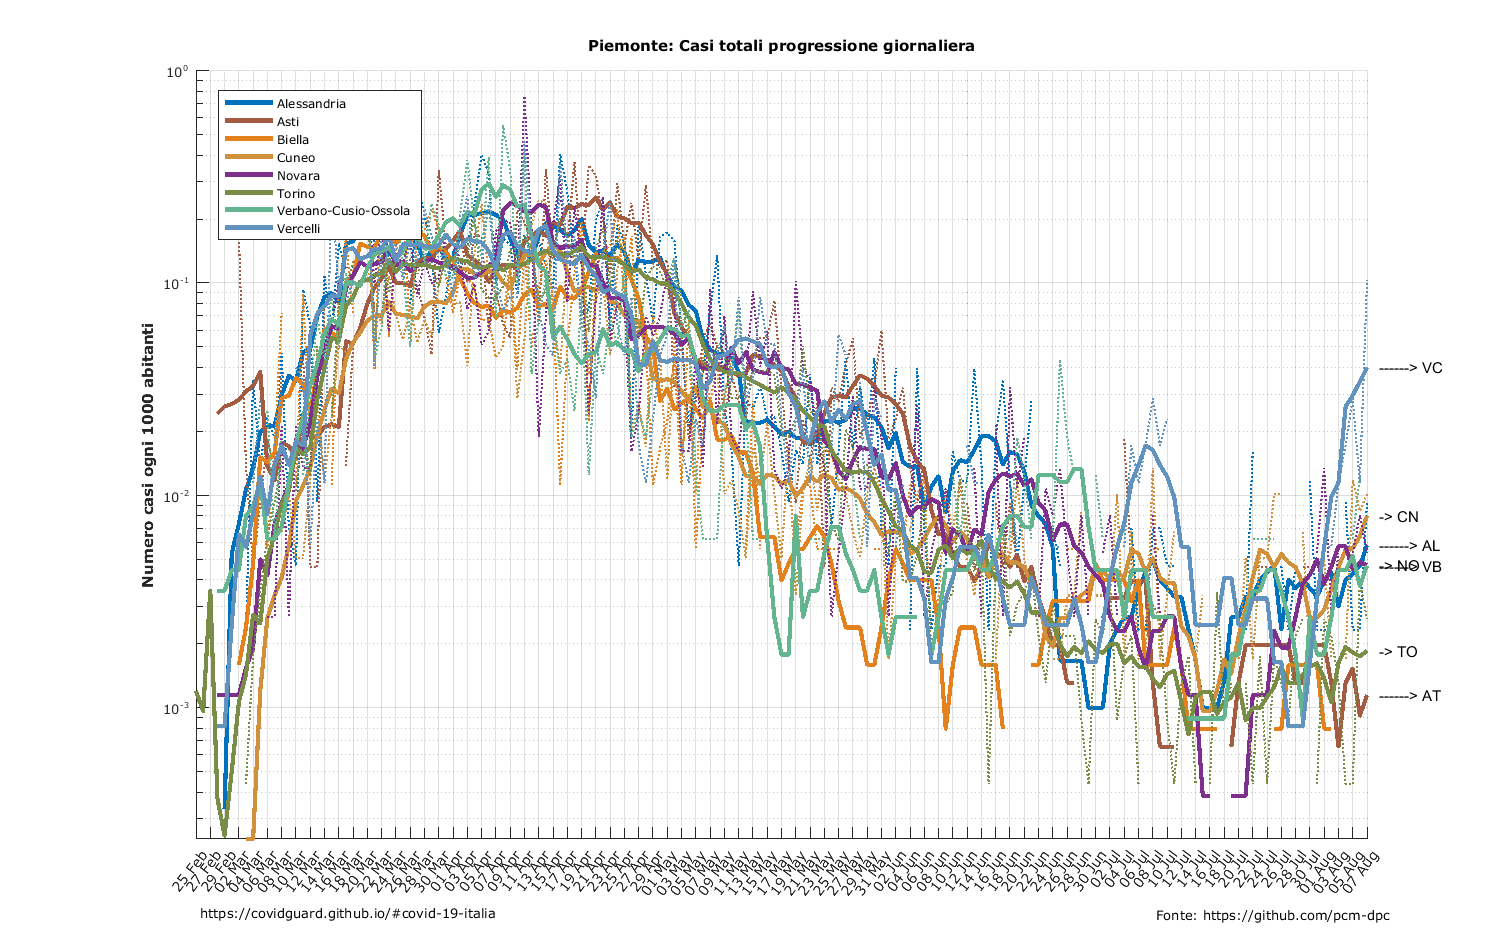 Piemonte: Casi totali progressione giornaliera
10⁰
10⁻¹
10⁻²
10⁻³
Numero casi ogni 1000 abitanti
Alessandria
Asti
Biella
Cuneo
Novara
Torino
Verbano-Cusio-Ossola
Vercelli
------> VC
-> CN
------> AL
-> NO
------> VB
-> TO
------> AT
25 Feb
27 Feb
29 Feb
02 Mar
04 Mar
06 Mar
08 Mar
10 Mar
12 Mar
14 Mar
16 Mar
18 Mar
20 Mar
22 Mar
24 Mar
26 Mar
28 Mar
30 Mar
01 Apr
03 Apr
05 Apr
07 Apr
09 Apr
11 Apr
13 Apr
15 Apr
17 Apr
19 Apr
21 Apr
23 Apr
25 Apr
27 Apr
29 Apr
01 May
03 May
05 May
07 May
09 May
11 May
13 May
15 May
17 May
19 May
21 May
23 May
25 May
27 May
29 May
31 May
02 Jun
04 Jun
06 Jun
08 Jun
10 Jun
12 Jun
14 Jun
16 Jun
18 Jun
20 Jun
22 Jun
24 Jun
26 Jun
28 Jun
30 Jun
02 Jul
04 Jul
06 Jul
08 Jul
10 Jul
12 Jul
14 Jul
16 Jul
18 Jul
20 Jul
22 Jul
24 Jul
26 Jul
28 Jul
30 Jul
01 Aug
03 Aug
05 Aug
07 Aug
https://covidguard.github.io/#covid-19-italia
Fonte: https://github.com/pcm-dpc